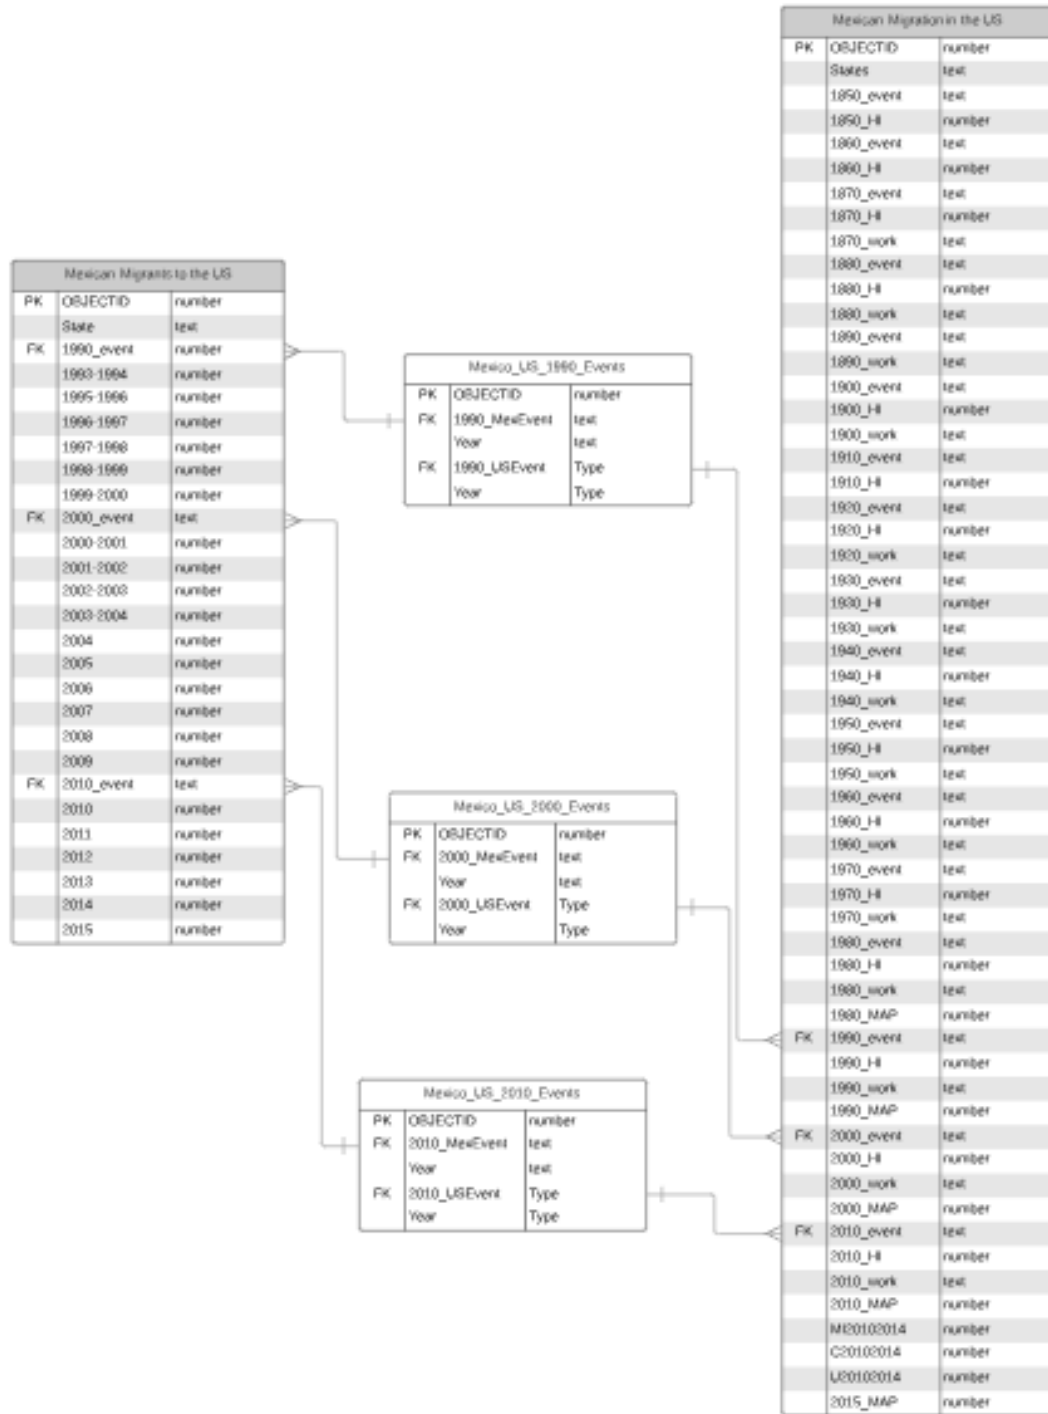 Mexican Migration in the US
PK OBJECTID number
States text
1850_event text
1850_HI number
1860_event text
1860_HI number
1870_event text
1870_HI number
1870_work text
1880_event text
1880_HI number
1880_work text
1890_event text
1890_work text
1900_event text
1900_HI number
1900_work text
1910_event text
1910_HI number
1920_event text
1920_HI number
1920_work text
1930_event text
1930_HI number
1930_work text
1940_event text
1940_HI number
1940_work text
1950_event text
1950_HI number
1950_work text
1960_event text
1960_HI number
1960_work text
1970_event text
1970_HI number
1970_work text
1980_event text
1980_HI number
1980_work text
1980_MAP number
FK 1990_event text
1990_HI number
1990_work text
1990_MAP number
FK 2000_event text
2000_HI number
2000_work text
2000_MAP number
FK 2010_event text
2010_HI number
2010_work text
2010_MAP number
MI20102014 number
C20102014 number
U20102014 number
2015_MAP number
Mexican Migrants to the US
PK OBJECTID number
State text
FK 1990_event number
1993-1994 number
1995-1996 number
1996-1997 number
1997-1998 number
1998-1999 number
1999-2000 number
FK 2000_event text
2000-2001 number
2001-2002 number
2002-2003 number
2003-2004 number
2004 number
2005 number
2006 number
2007 number
2008 number
2009 number
FK 2010_event text
2010 number
2011 number
2012 number
2013 number
2014 number
2015 number
Mexico_US_1990_Events
PK OBJECTID number
FK 1990_MexEvent text
Year text
FK 1990_USEvent Type
Year Type
Mexico_US_2000_Events
PK OBJECTID number
FK 2000_MexEvent text
Year text
FK 2000_USEvent Type
Year Type
Mexico_US_2010_Events
PK OBJECTID number
FK 2010_MexEvent text
Year text
FK 2010_USEvent Type
Year Type